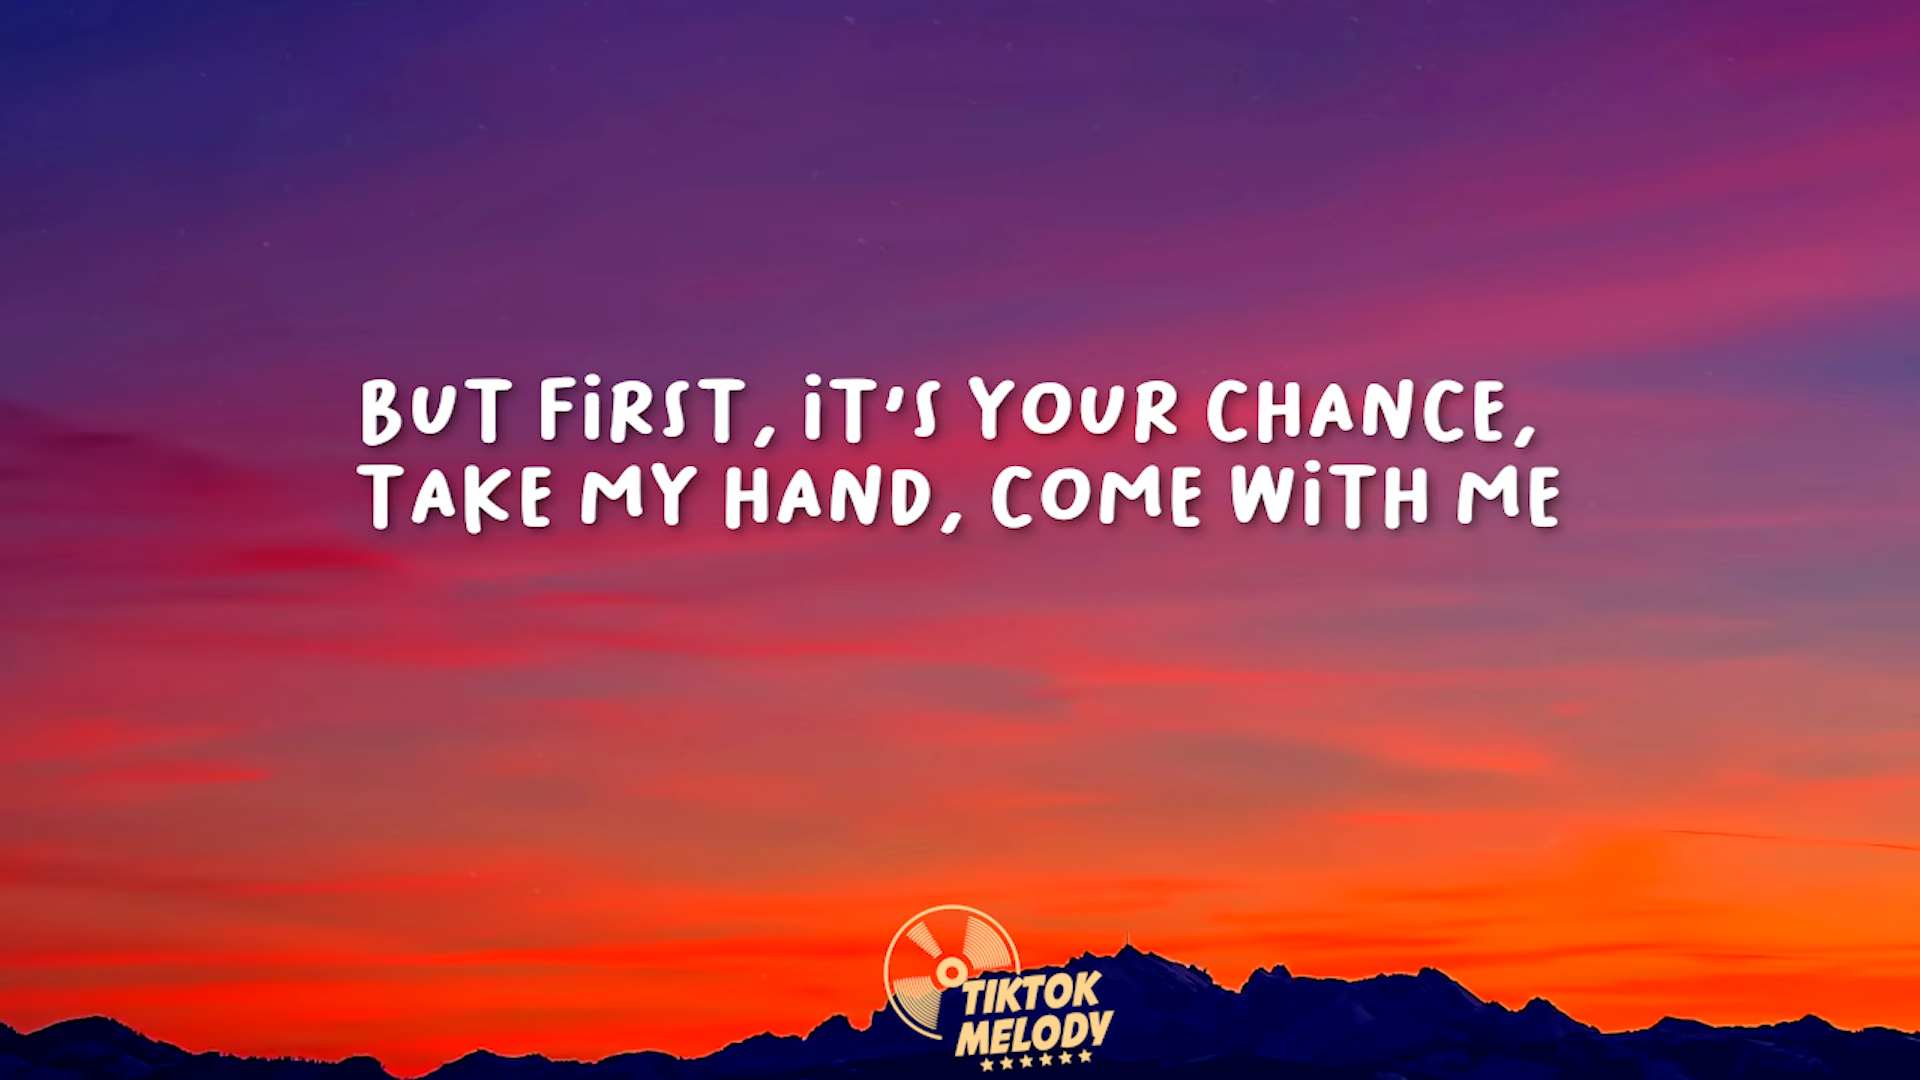 BUT FIRST, IT'S YOUR CHANCE,
TAKE MY HAND, COME WITH ME
TIKTOK
MELODY